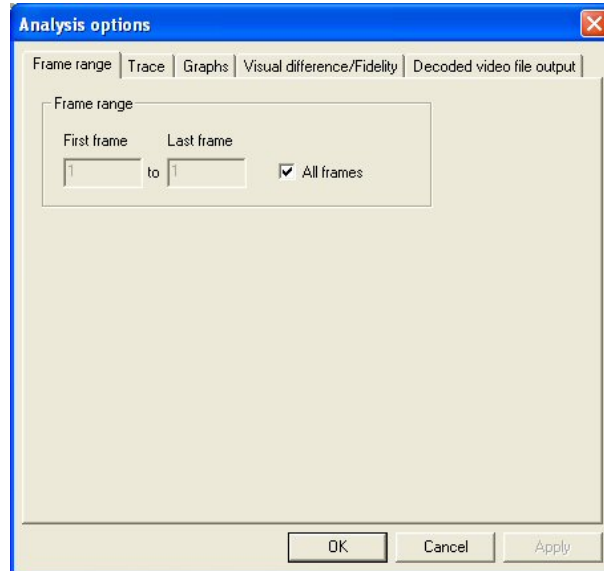 Analysis options
Frame range Trace Graphs Visual difference/Fidelity Decoded video file output
Frame range
First frame Last frame
1 to 1 All frames
OK Cancel Apply